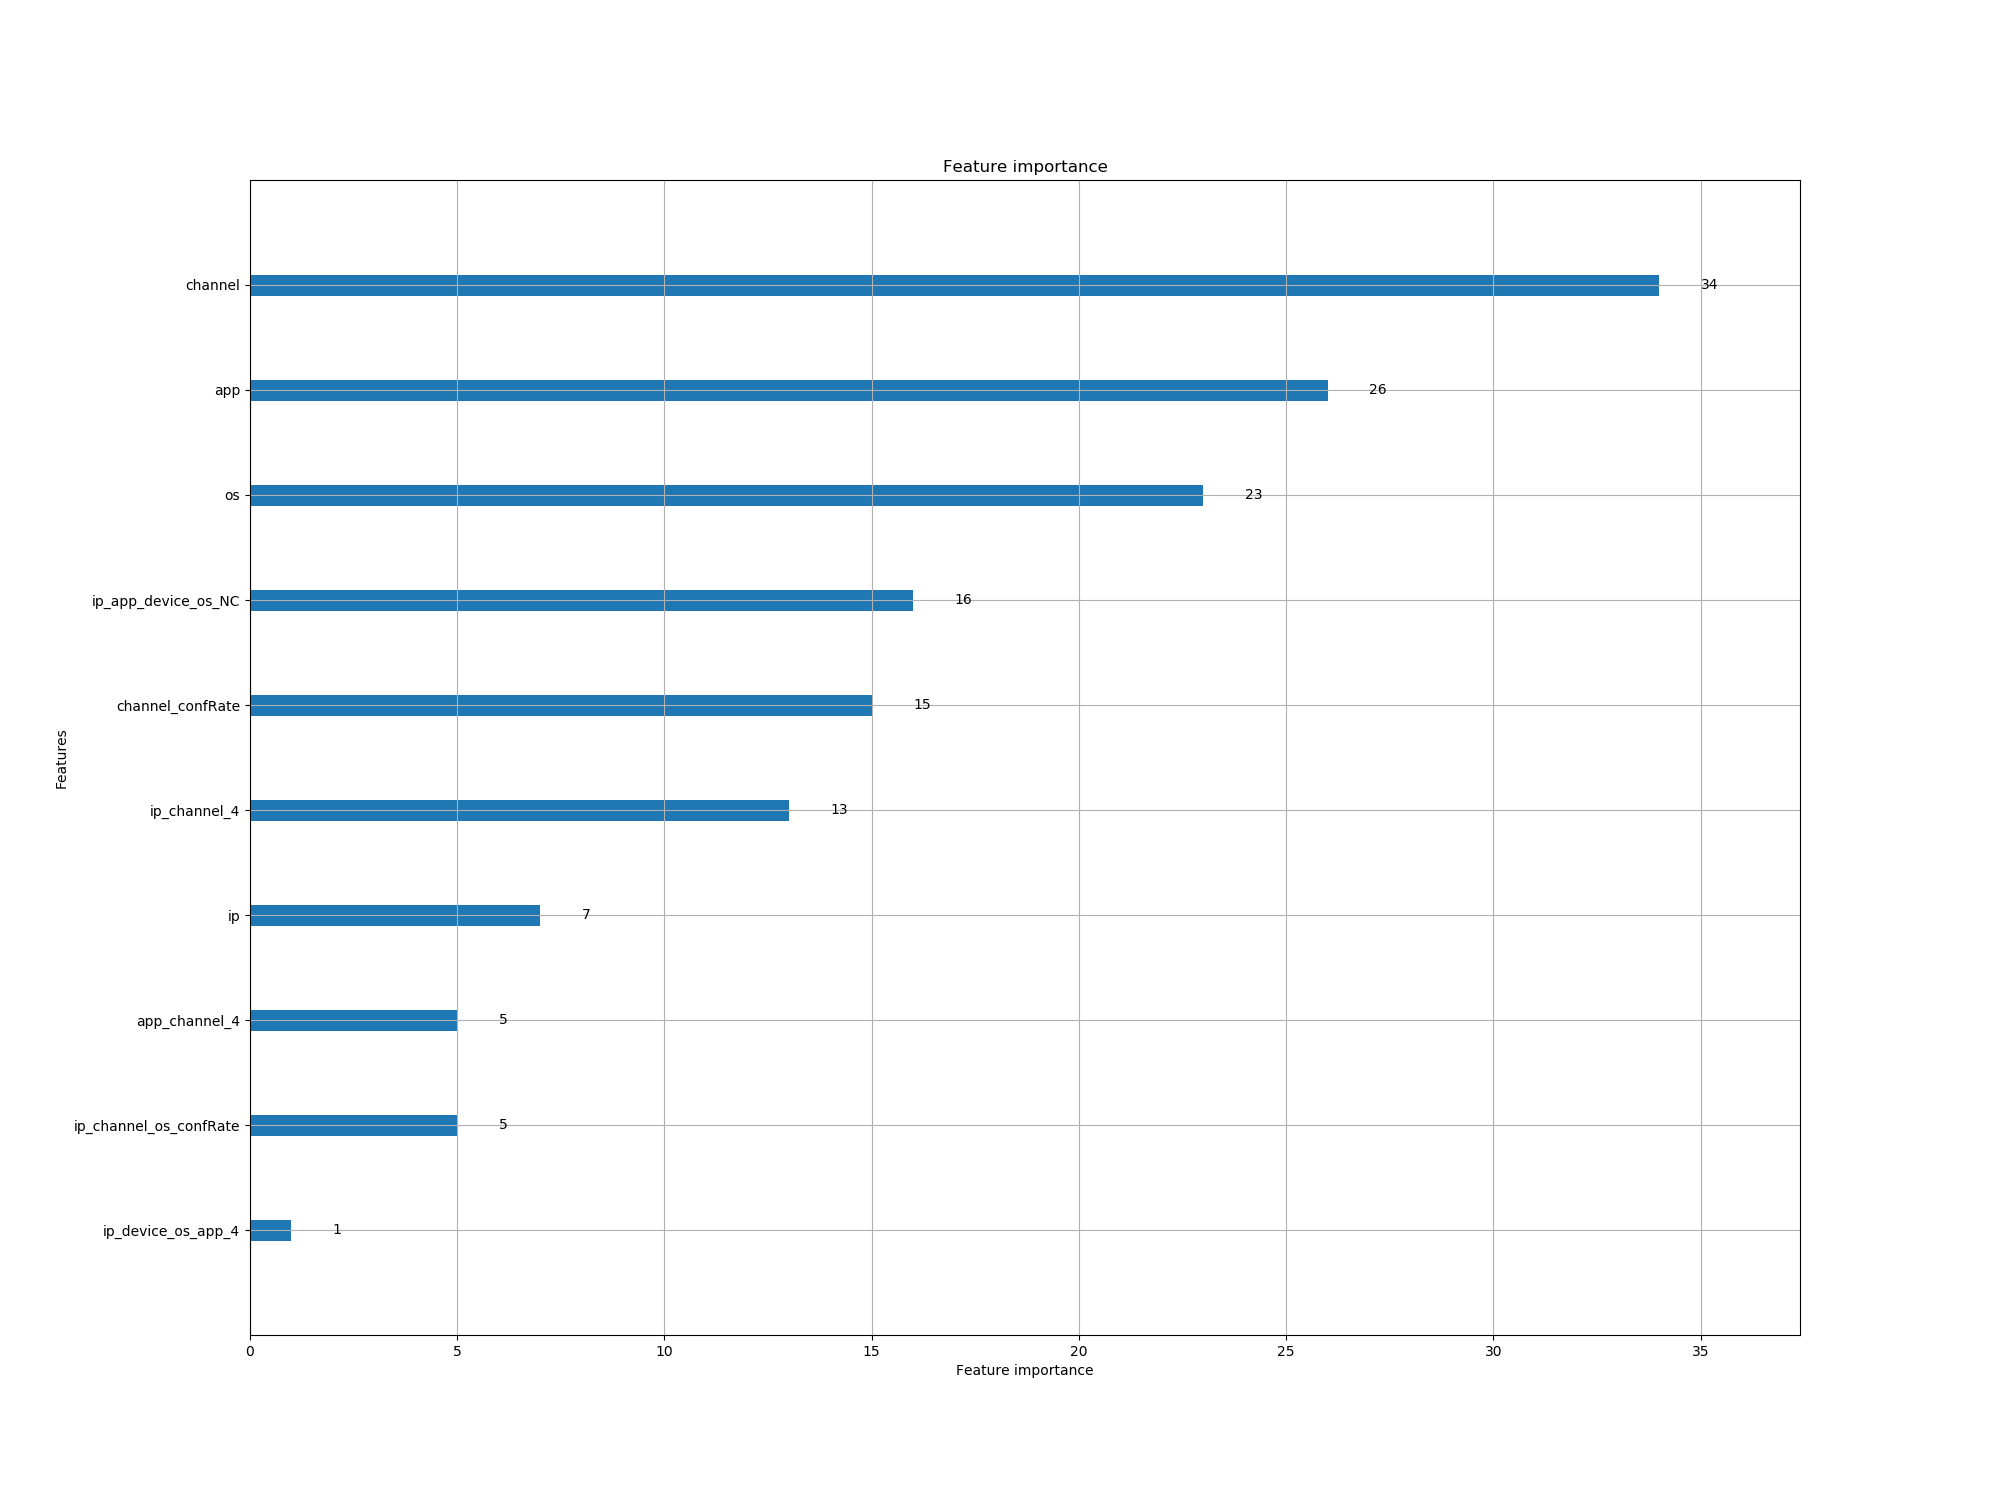 Feature importance
channel
34
app
26
os
23
ip_app_device_os_NC
16
channel_confRate
15
ip_channel_4
13
ip
7
app_channel_4
5
ip_channel_os_confRate
5
ip_device_os_app_4
1
Features
0 5 10 15 20 25 30 35
Feature importance